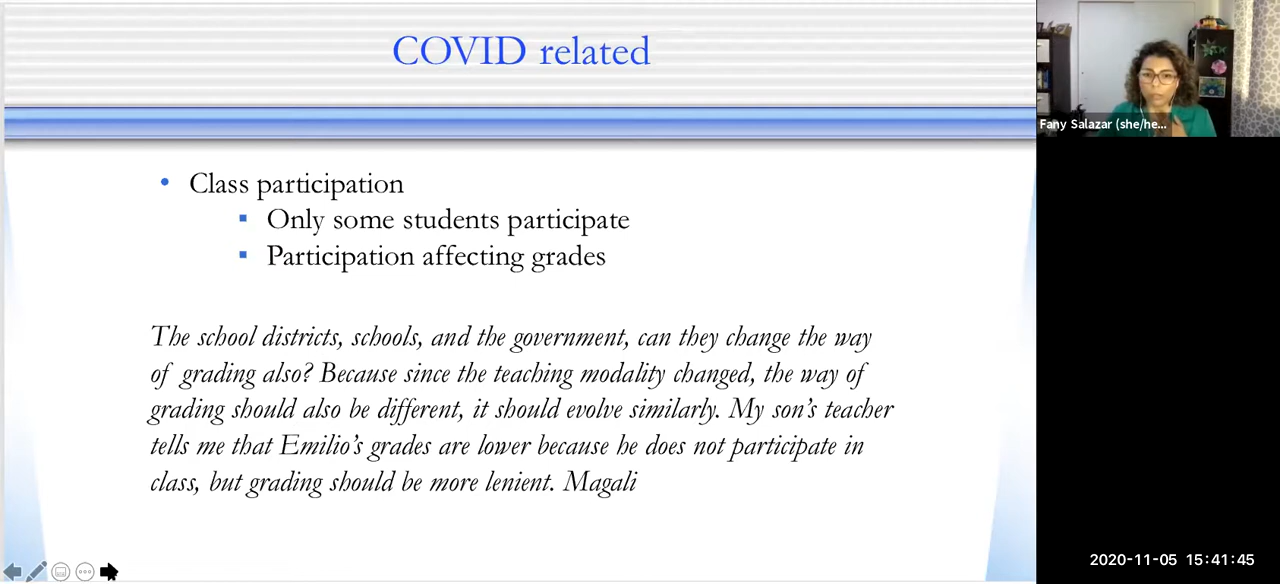 COVID related
• Class participation
▪ Only some students participate
▪ Participation affecting grades
The school districts, schools, and the government, can they change the way
of grading also? Because since the teaching modality changed, the way of
grading should also be different, it should evolve similarly. My son's teacher
tells me that Emilio's grades are lower because he does not participate in
class, but grading should be more lenient. Magali
Fany Salazar (she/he...
2020-11-05 15:41:45